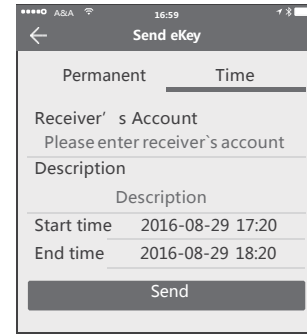 A&A 16:59
Send eKey
Permanent Time
Receiver’s Account
Please enter receiver`s account
Description
Description
Start time 2016-08-29 17:20
End time 2016-08-29 18:20
Send